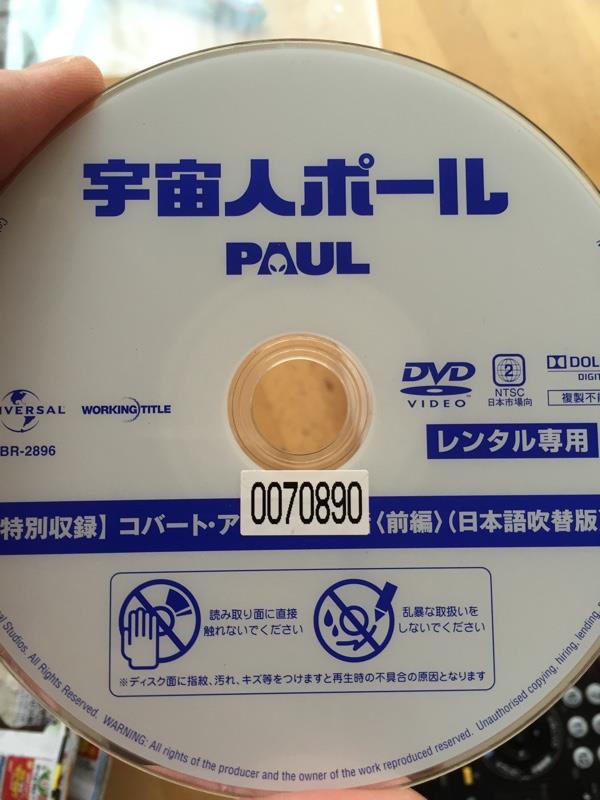 宇宙人ポール
PAUL
DVD
VIDEO
2
NTSC
日本市場向
UNIVERSAL
WORKING TITLE
BR-2896
レンタル専用
0070890
特別収録】 コバート・ア 〈前編〉(日本語吹替版
読み取り面に直接
触れないでください
乱暴な取扱いを
しないでください
※ディスク面に指紋、汚れ、キズ等をつけますと再生時の不具合の原因となります
Studios. All Rights Reserved. WARNING: All rights of the producer and the owner of the work reproduced reserved. Unauthorised copying, hiring, lending,